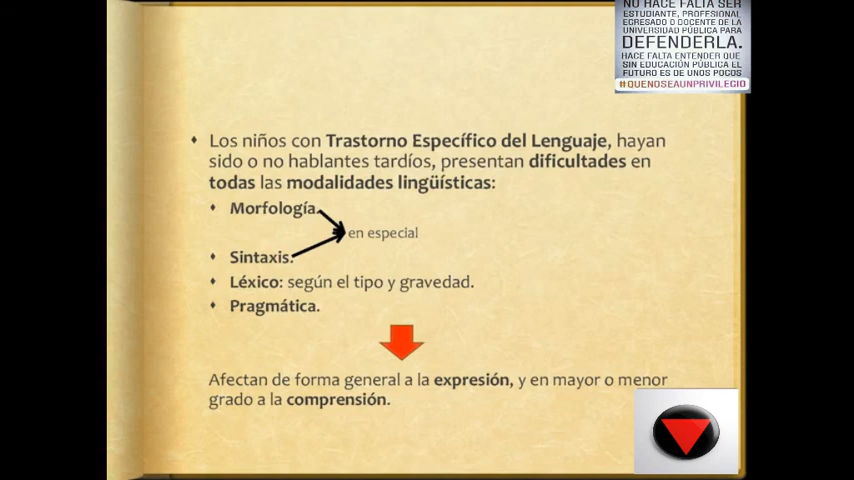 NO HACE FALTA SER
ESTUDIANTE, PROFESIONAL,
EGRESADO O DOCENTE DE LA
UNIVERSIDAD PÚBLICA PARA
DEFENDERLA.
HACE FALTA ENTENDER QUE
SIN EDUCACIÓN PÚBLICA EL
FUTURO ES DE UNOS POCOS
#QUENOSEAUNPRIVILEGIO
Los niños con Trastorno Específico del Lenguaje, hayan
sido o no hablantes tardíos, presentan dificultades en
todas las modalidades lingüísticas:
Morfología.
en especial
Sintaxis.
Léxico: según el tipo y gravedad.
Pragmática.
Afectan de forma general a la expresión, y en mayor o menor
grado a la comprensión.